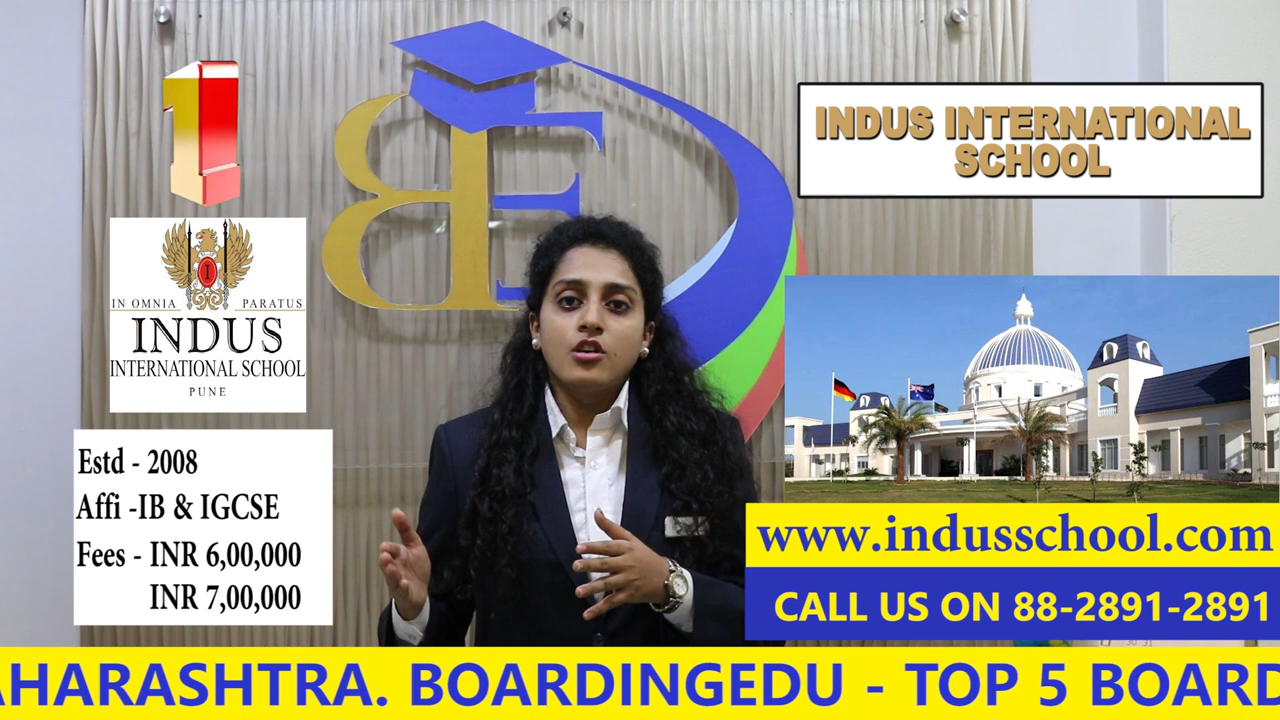 BE
1
INDUS INTERNATIONAL
SCHOOL
IN OMNIA PARATUS
I
INDUS
INTERNATIONAL SCHOOL
PUNE
Estd - 2008
Affi -IB & IGCSE
Fees - INR 6,00,000
INR 7,00,000
www.indusschool.com
CALL US ON 88-2891-2891
AHARASHTRA. BOARDINGEDU - TOP 5 BOARD